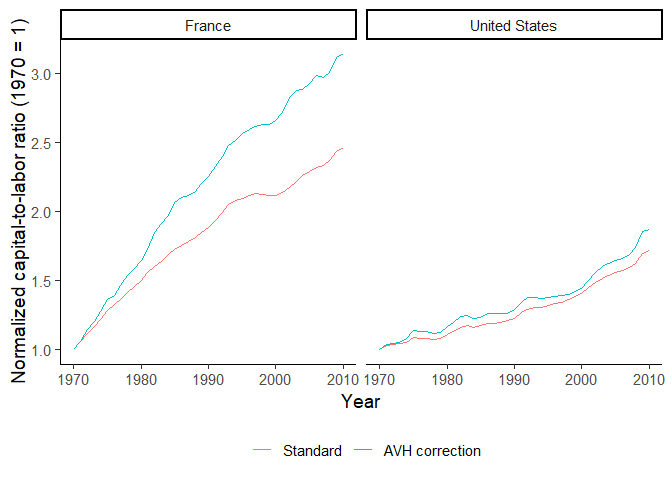 France
United States
Normalized capital-to-labor ratio (1970 = 1)
3.0
2.5
2.0
1.5
1.0
1970 1980 1990 2000 2010 1970 1980 1990 2000 2010
Year
Standard AVH correction